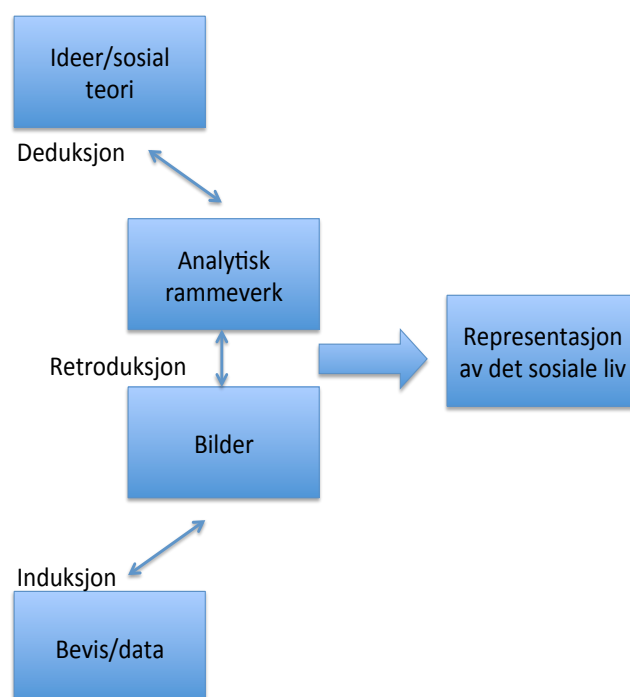 Ideer/sosial
teori
Deduksjon
Analytisk
rammeverk
Retroduksjon
Representasjon
av det sosiale liv
Bilder
Induksjon
Bevis/data